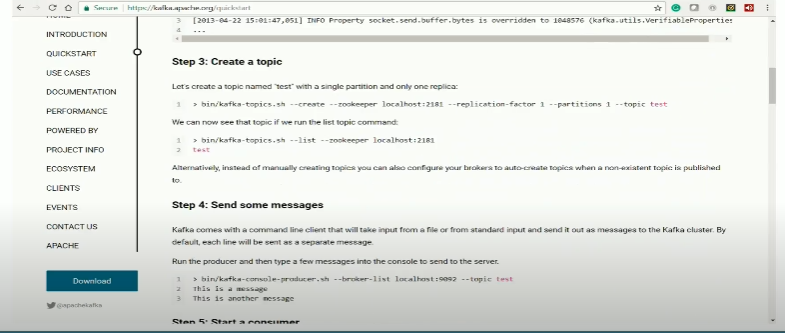 Secure | https://kafka.apache.org/quickstart
HOME
INTRODUCTION
QUICKSTART
USE CASES
DOCUMENTATION
PERFORMANCE
POWERED BY
PROJECT INFO
ECOSYSTEM
CLIENTS
EVENTS
CONTACT US
APACHE
Download
@apachekafka
3 [2013-04-22 15:01:47,051] INFO Property socket.send.buffer.bytes is overridden to 1048576 (kafka.utils.VerifiableProperties
4 ...
Step 3: Create a topic
Let's create a topic named "test" with a single partition and only one replica:
1 > bin/kafka-topics.sh --create --zookeeper localhost:2181 --replication-factor 1 --partitions 1 --topic test
We can now see that topic if we run the list topic command:
1 > bin/kafka-topics.sh --list --zookeeper localhost:2181
2 test
Alternatively, instead of manually creating topics you can also configure your brokers to auto-create topics when a non-existent topic is published
to.
Step 4: Send some messages
Kafka comes with a command line client that will take input from a file or from standard input and send it out as messages to the Kafka cluster. By
default, each line will be sent as a separate message.
Run the producer and then type a few messages into the console to send to the server.
1 > bin/kafka-console-producer.sh --broker-list localhost:9092 --topic test
2 This is a message
3 This is another message
Step 5: Start a consumer